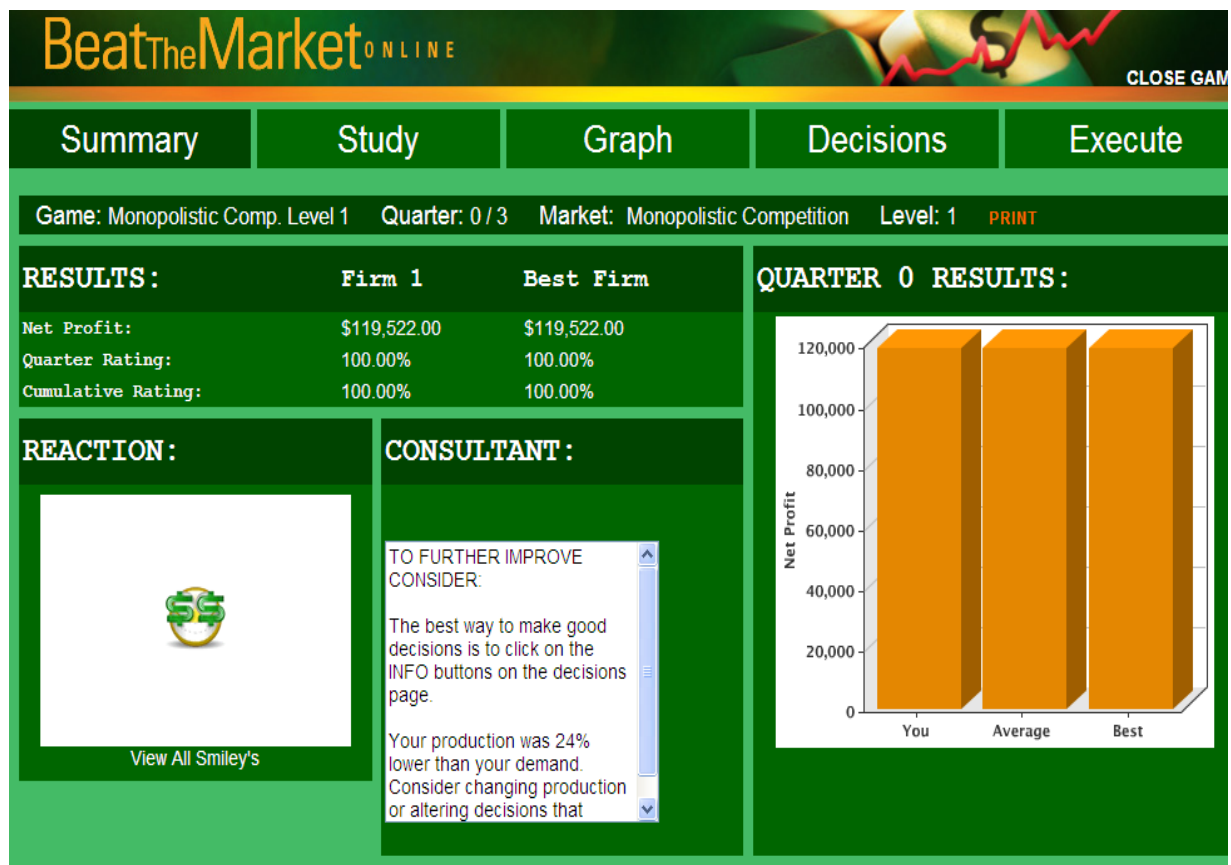 BeatTheMarket ONLINE
CLOSE GAM
Summary Study Graph Decisions Execute
Game: Monopolistic Comp. Level 1 Quarter: 0 / 3 Market: Monopolistic Competition Level: 1 PRINT
RESULTS: Firm 1 Best Firm
Net Profit: $119,522.00 $119,522.00
Quarter Rating: 100.00% 100.00%
Cumulative Rating: 100.00% 100.00%
REACTION:
$$
View All Smiley's
CONSULTANT:
TO FURTHER IMPROVE
CONSIDER:
The best way to make good
decisions is to click on the
INFO buttons on the decisions
page.
Your production was 24%
lower than your demand.
Consider changing production
or altering decisions that
QUARTER 0 RESULTS:
Net Profit
120,000
100,000
80,000
60,000
40,000
20,000
0
You Average Best